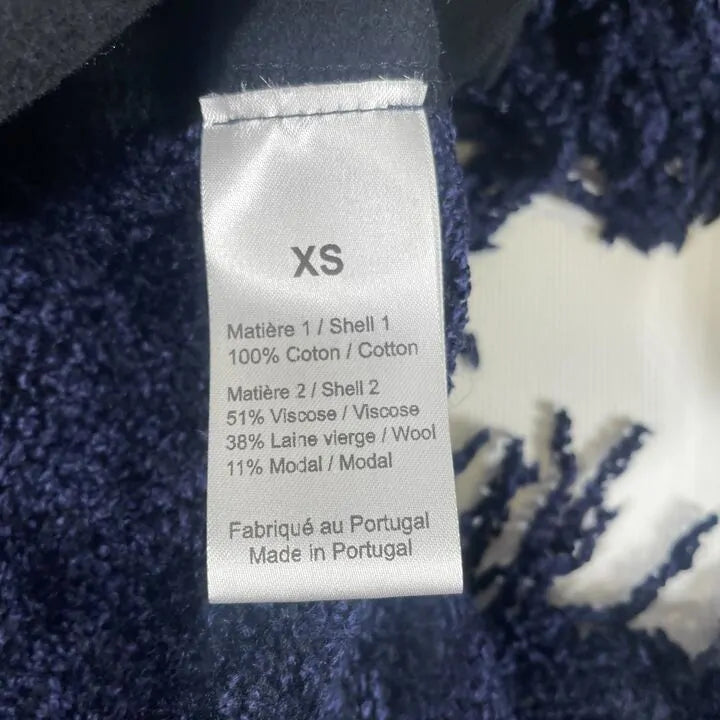 XS
Matière 1 / Shell 1
100% Coton / Cotton
Matière 2 / Shell 2
51% Viscose / Viscose
38% Laine vierge / Wool
11% Modal / Modal
Fabriqué au Portugal
Made in Portugal